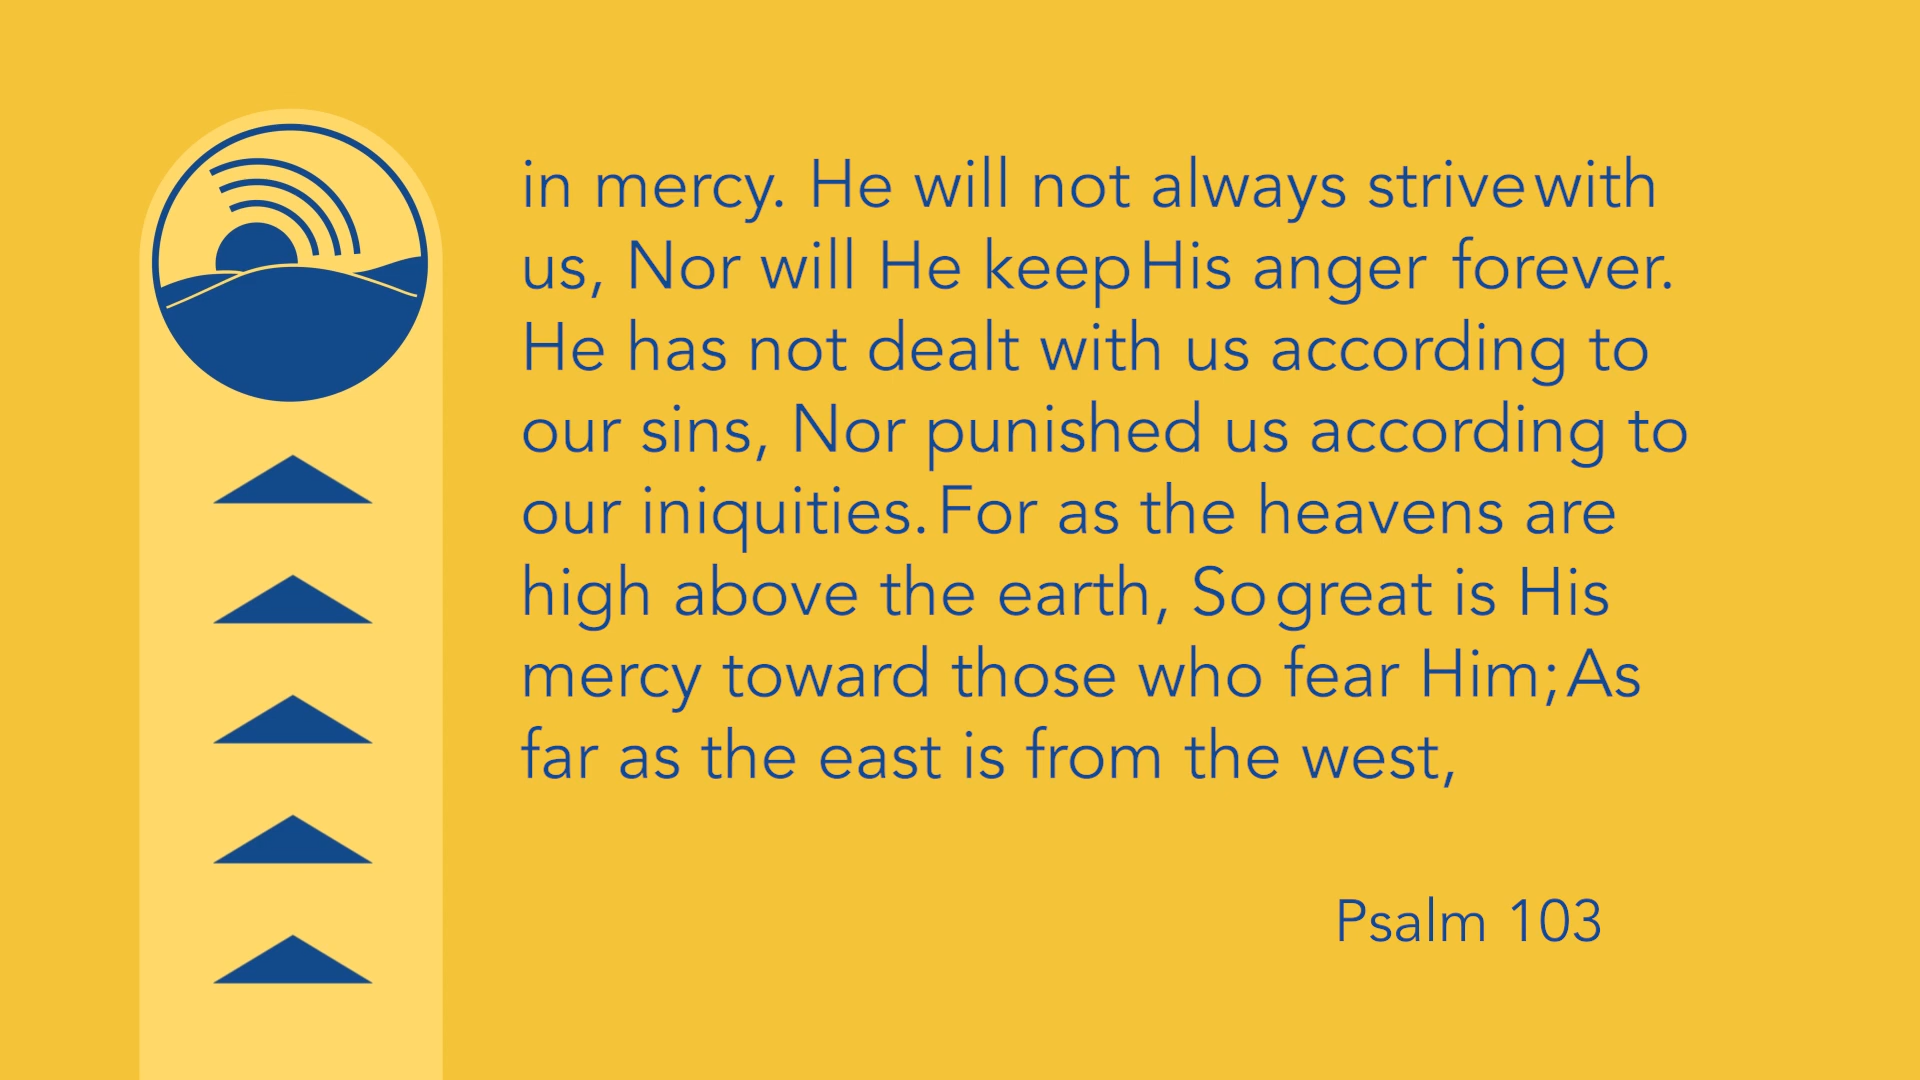 in mercy. He will not always strive with
us, Nor will He keep His anger forever.
He has not dealt with us according to
our sins, Nor punished us according to
our iniquities. For as the heavens are
high above the earth, So great is His
mercy toward those who fear Him; As
far as the east is from the west,
Psalm 103